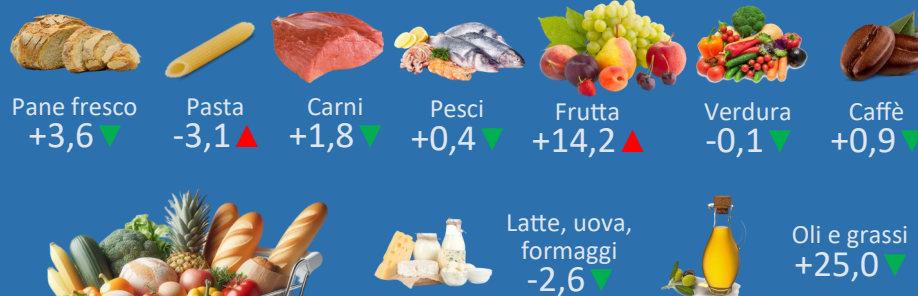 Pane fresco
+3,6
Pasta
-3,1
Carni
+1,8
Pesci
+0,4
Frutta
+14,2
Verdura
-0,1
Caffè
+0,9
Latte, uova,
formaggi
-2,6
Oli e grassi
+25,0